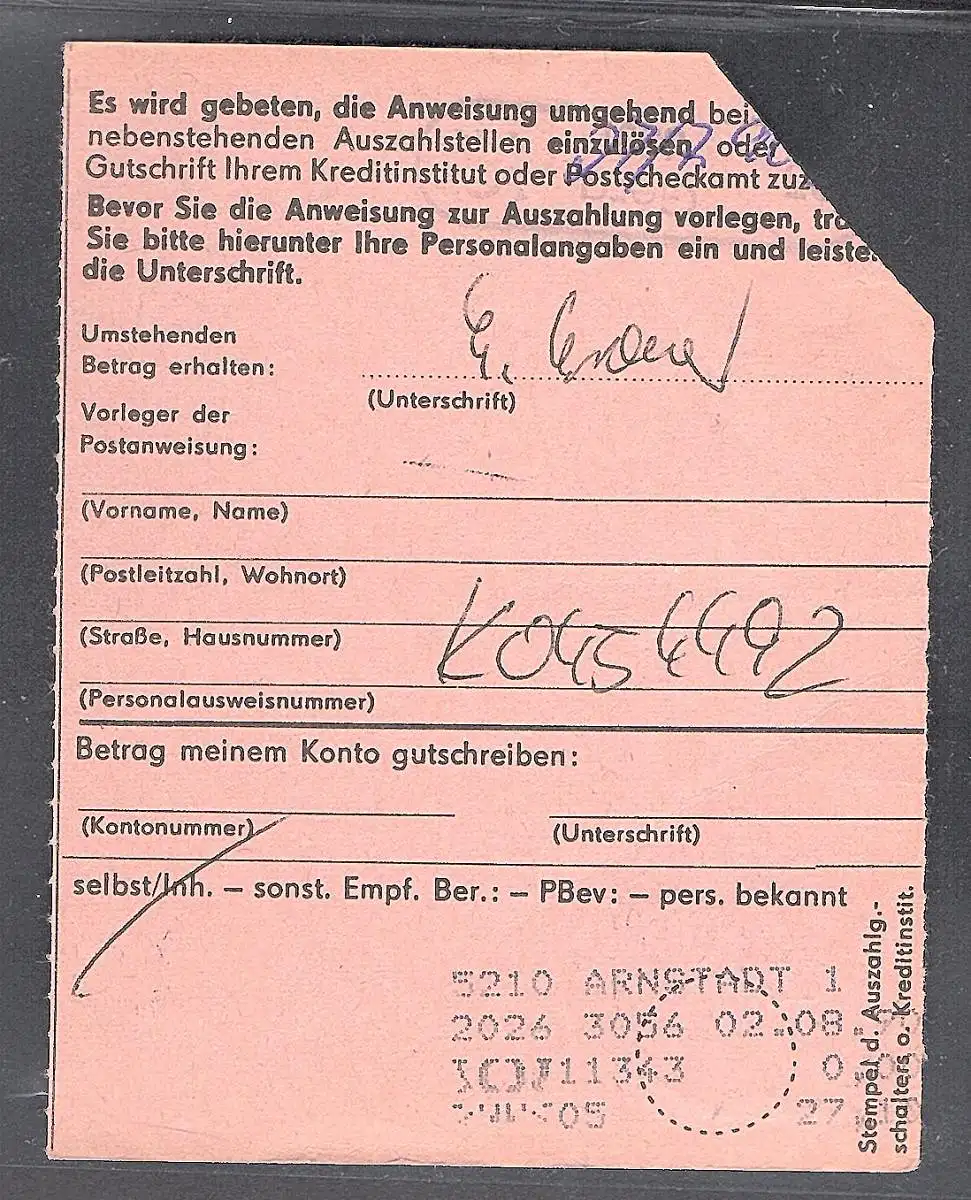 Es wird gebeten, die Anweisung umgehend bei
nebenstehenden Auszahlstellen einzulösen oder
Gutschrift Ihrem Kreditinstitut oder Postscheckamt
Bevor Sie die Anweisung zur Auszahlung vorlegen,
Sie bitte hierunter Ihre Personalangaben ein und
die Unterschrift.
Umstehenden
Betrag erhalten:
(Unterschrift)
Vorleger der
Postanweisung:
(Vorname, Name)
(Postleitzahl, Wohnort)
(Straße, Hausnummer)
K0454492
(Personalausweisnummer)
Betrag meinem Konto gutschreiben:
(Kontonummer)
(Unterschrift)
selbst/Inh. – sonst. Empf. Ber.: – PBev: – pers. bekannt
5210 ARNSTADT 1
2026 3056 02.08.
11343
05
Stempel d. Auszahlg.-
schalters o. Kreditinstit.